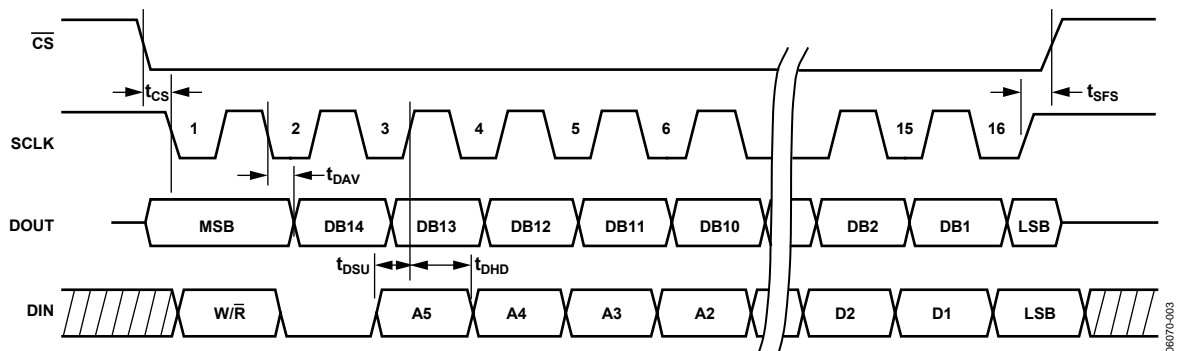 CS
tCS
tSFS
SCLK
1 2 3 4 5 6 15 16
tDAV
DOUT
MSB DB14 DB13 DB12 DB11 DB10 DB2 DB1 LSB
tDSU tDHD
DIN
W/R A5 A4 A3 A2 D2 D1 LSB
06070-003